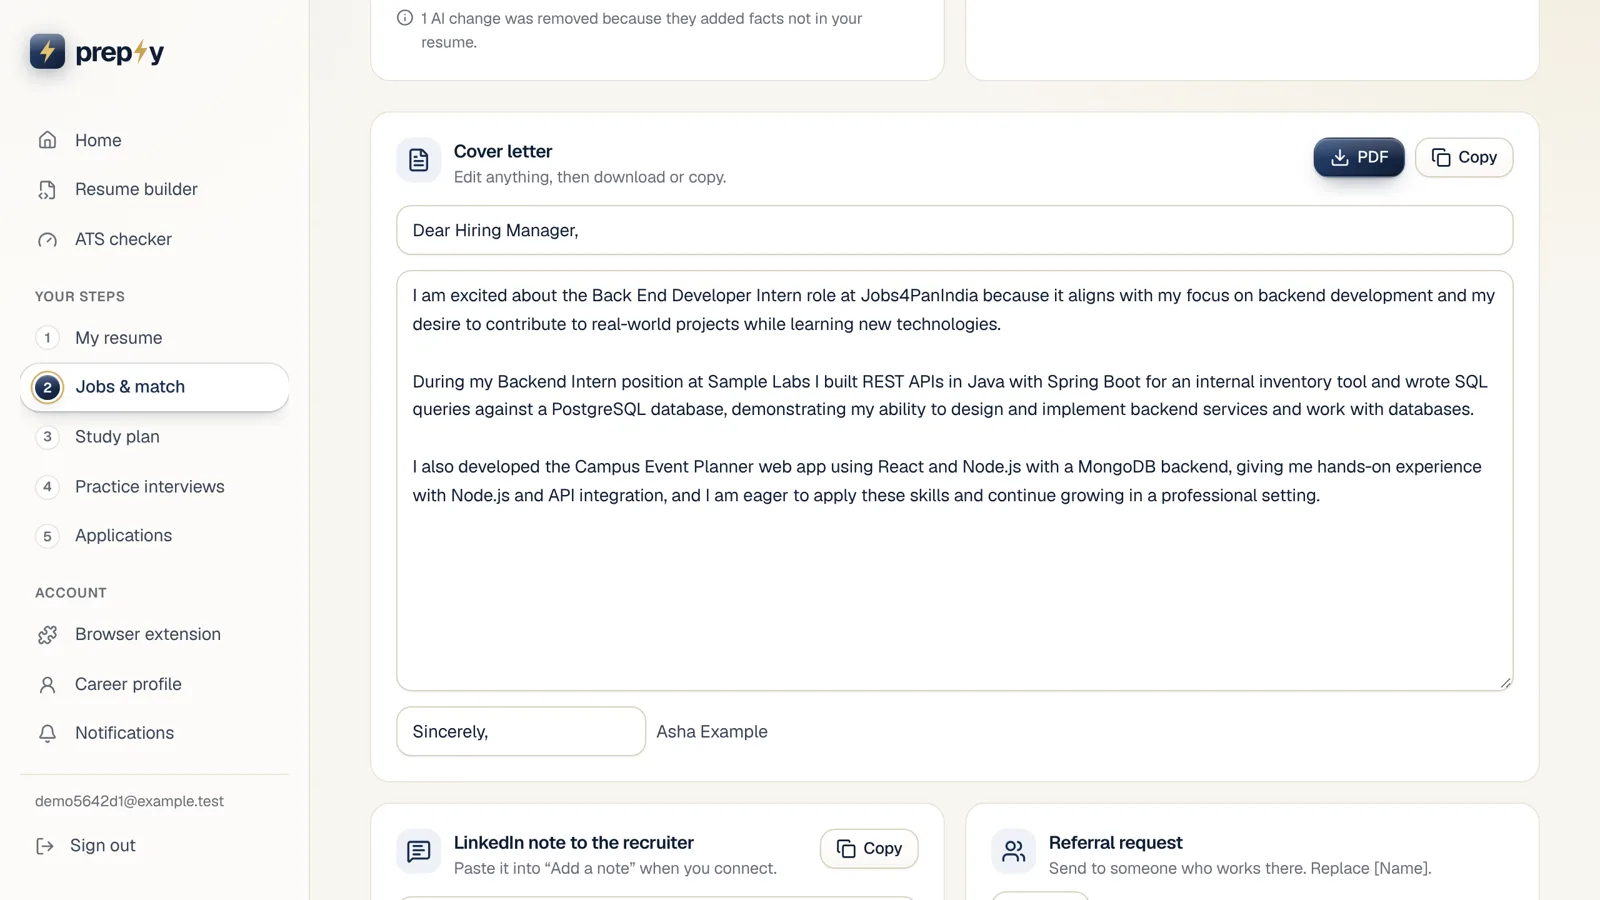 prepfy
Home
Resume builder
ATS checker
YOUR STEPS
1 My resume
2 Jobs & match
3 Study plan
4 Practice interviews
5 Applications
ACCOUNT
Browser extension
Career profile
Notifications
demo5642d1@example.test
Sign out
1 AI change was removed because they added facts not in your
resume.
Cover letter
Edit anything, then download or copy.
PDF
Copy
Dear Hiring Manager,
I am excited about the Back End Developer Intern role at Jobs4PanIndia because it aligns with my focus on backend development and my
desire to contribute to real-world projects while learning new technologies.
During my Backend Intern position at Sample Labs I built REST APIs in Java with Spring Boot for an internal inventory tool and wrote SQL
queries against a PostgreSQL database, demonstrating my ability to design and implement backend services and work with databases.
I also developed the Campus Event Planner web app using React and Node.js with a MongoDB backend, giving me hands-on experience
with Node.js and API integration, and I am eager to apply these skills and continue growing in a professional setting.
Sincerely,
Asha Example
LinkedIn note to the recruiter
Paste it into “Add a note” when you connect.
Copy
Referral request
Send to someone who works there. Replace [Name].